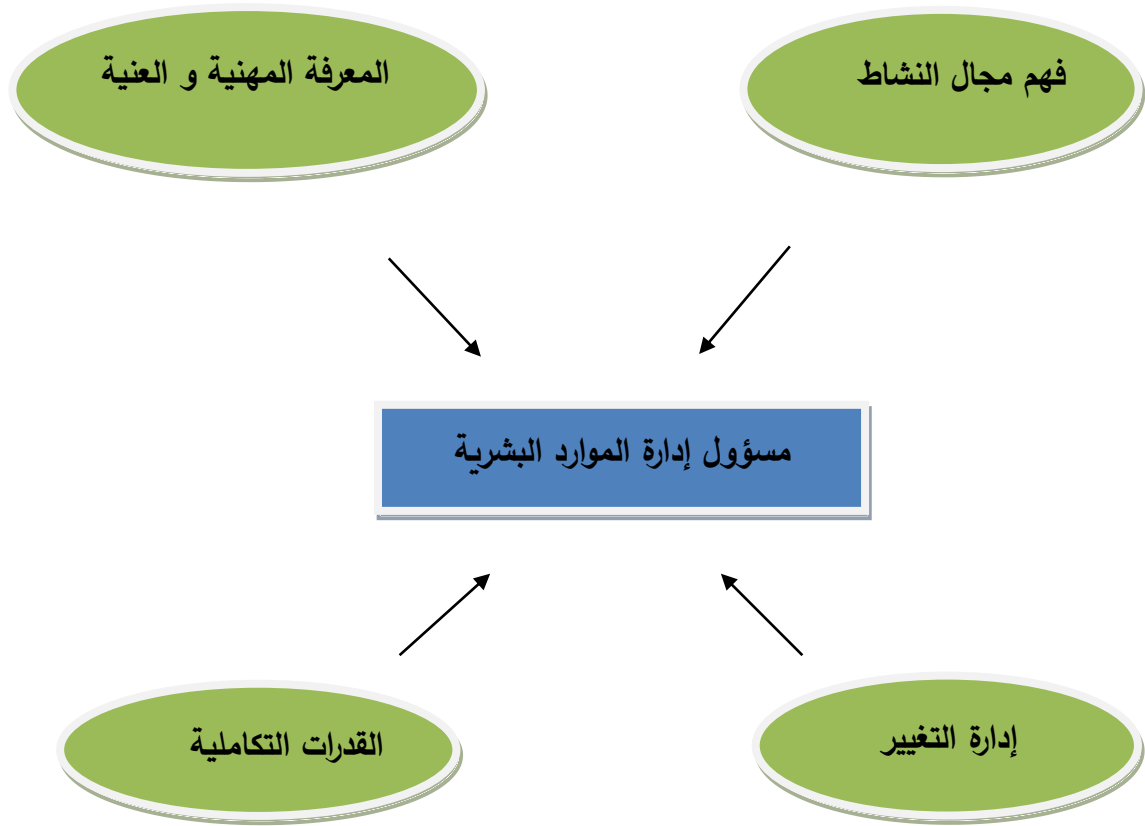 فهم مجال النشاط
المعرفة المهنية و العنية
مسؤول إدارة الموارد البشرية
إدارة التغيير
القدرات التكاملية